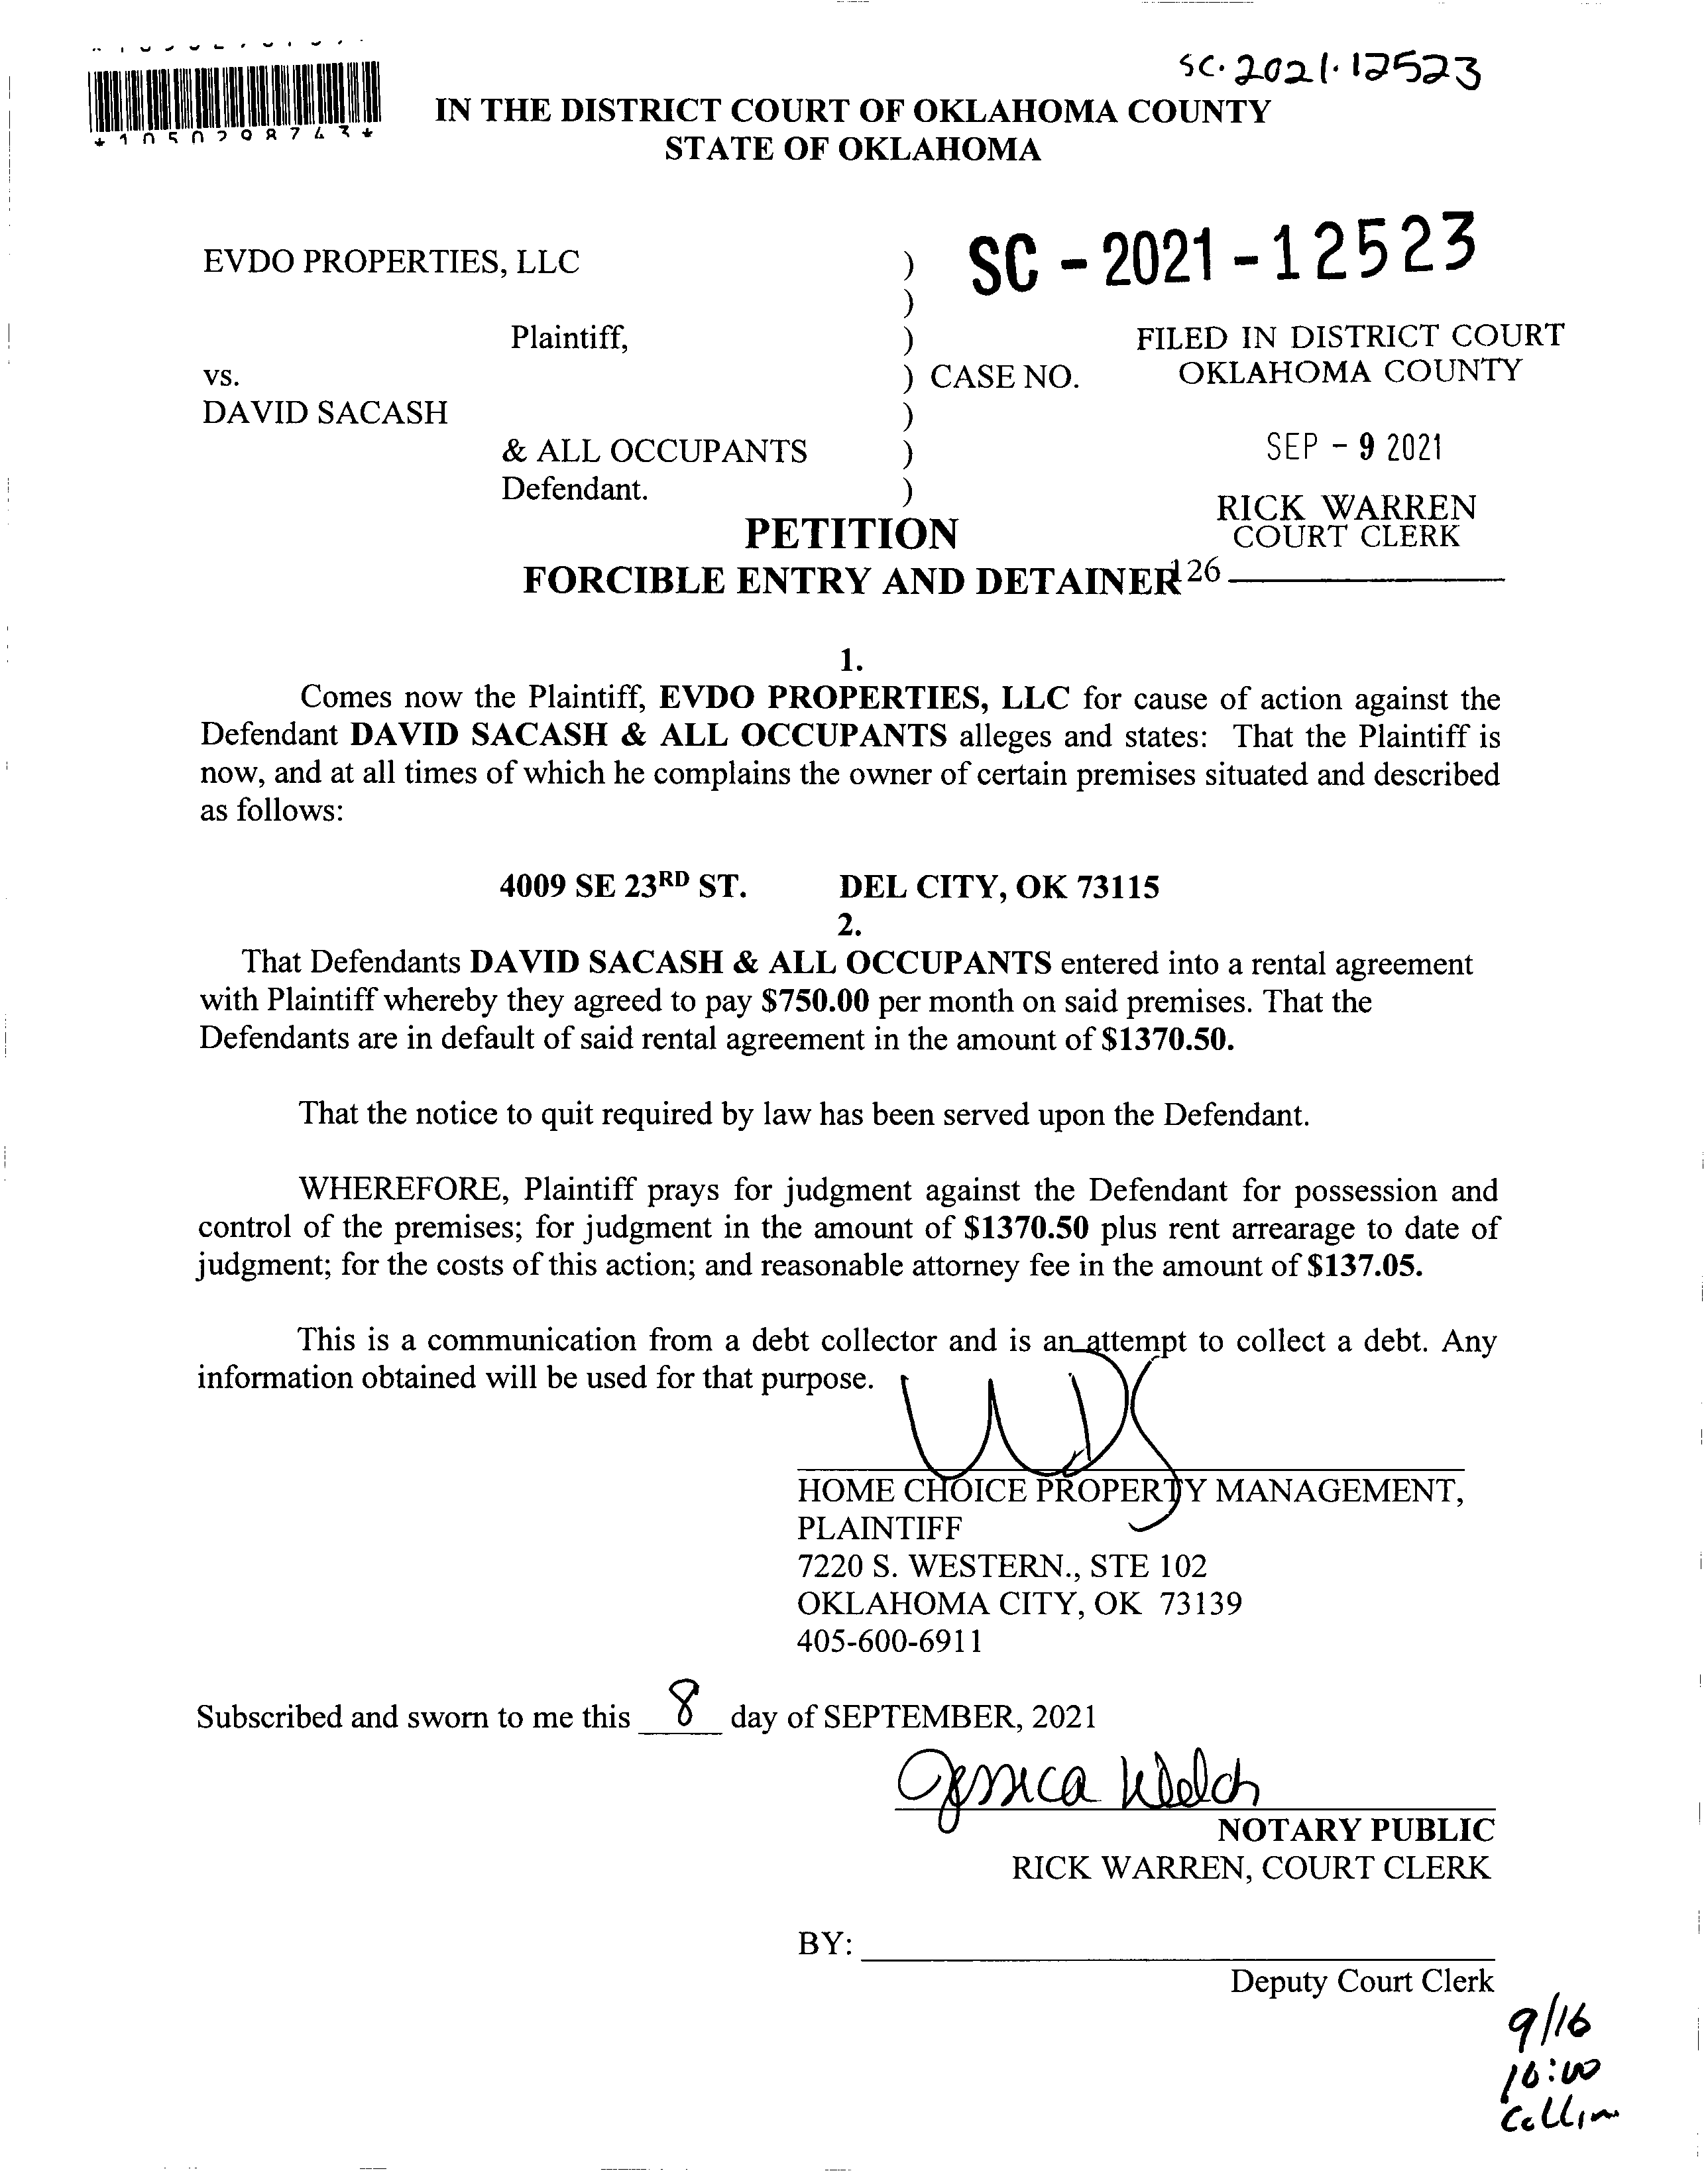 SC-2021-12523
*1050298743*
IN THE DISTRICT COURT OF OKLAHOMA COUNTY
STATE OF OKLAHOMA
EVDO PROPERTIES, LLC ) SC - 2021 - 12523
)
Plaintiff, ) FILED IN DISTRICT COURT
vs. ) CASE NO. OKLAHOMA COUNTY
DAVID SACASH )
& ALL OCCUPANTS ) SEP - 9 2021
Defendant. )
RICK WARREN
PETITION COURT CLERK
FORCIBLE ENTRY AND DETAINER 126
1.
Comes now the Plaintiff, EVDO PROPERTIES, LLC for cause of action against the
Defendant DAVID SACASH & ALL OCCUPANTS alleges and states: That the Plaintiff is
now, and at all times of which he complains the owner of certain premises situated and described
as follows:
4009 SE 23RD ST. DEL CITY, OK 73115
2.
That Defendants DAVID SACASH & ALL OCCUPANTS entered into a rental agreement
with Plaintiff whereby they agreed to pay $750.00 per month on said premises. That the
Defendants are in default of said rental agreement in the amount of $1370.50.
That the notice to quit required by law has been served upon the Defendant.
WHEREFORE, Plaintiff prays for judgment against the Defendant for possession and
control of the premises; for judgment in the amount of $1370.50 plus rent arrearage to date of
judgment; for the costs of this action; and reasonable attorney fee in the amount of $137.05.
This is a communication from a debt collector and is an attempt to collect a debt. Any
information obtained will be used for that purpose.
HOME CHOICE PROPERTY MANAGEMENT,
PLAINTIFF
7220 S. WESTERN., STE 102
OKLAHOMA CITY, OK 73139
405-600-6911
Subscribed and sworn to me this 8 day of SEPTEMBER, 2021
Jessica Welch
NOTARY PUBLIC
RICK WARREN, COURT CLERK
BY:
Deputy Court Clerk
9/16